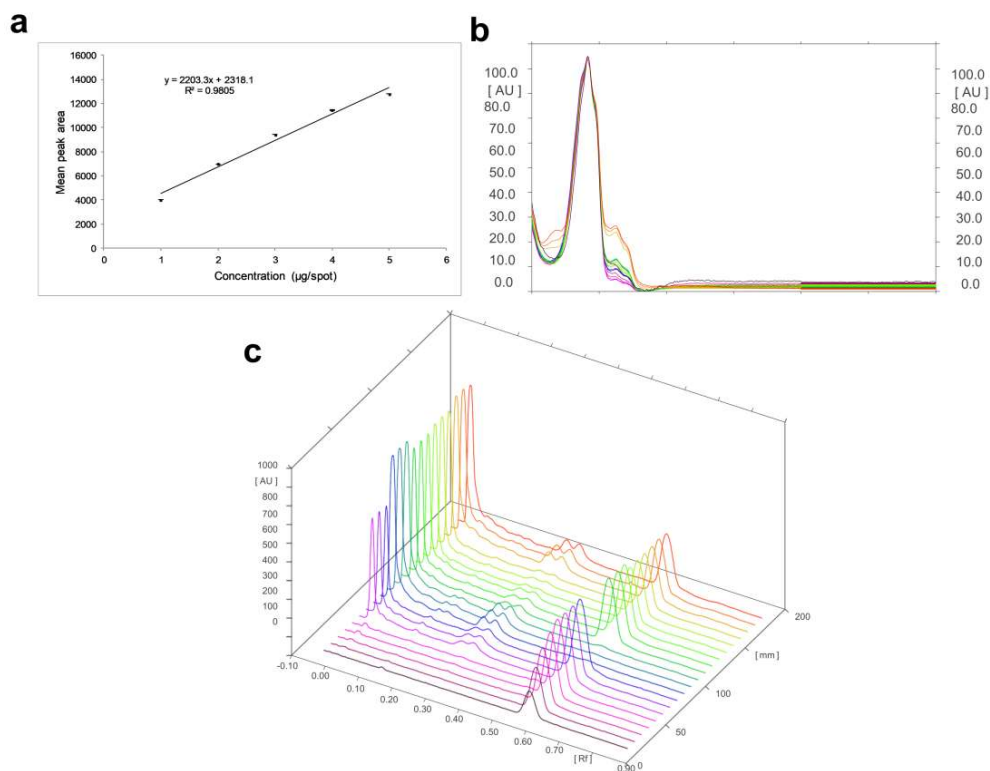 a
16000
14000
12000
10000
8000
6000
4000
2000
0
Mean peak area
y = 2203.3x + 2318.1
R² = 0.9805
0 1 2 3 4 5 6
Concentration (µg/spot)
b
100.0 100.0
[ AU ] [ AU ]
80.0 80.0
70.0 70.0
60.0 60.0
50.0 50.0
40.0 40.0
30.0 30.0
20.0 20.0
10.0 10.0
0.0 0.0
c
1000
[ AU ]
800
700
600
500
400
300
200
100
0
-0.10 0.00 0.10 0.20 0.30 0.40 0.50 0.60 0.70 0.90
[ Rf ]
0
50
100
[ mm ]
200